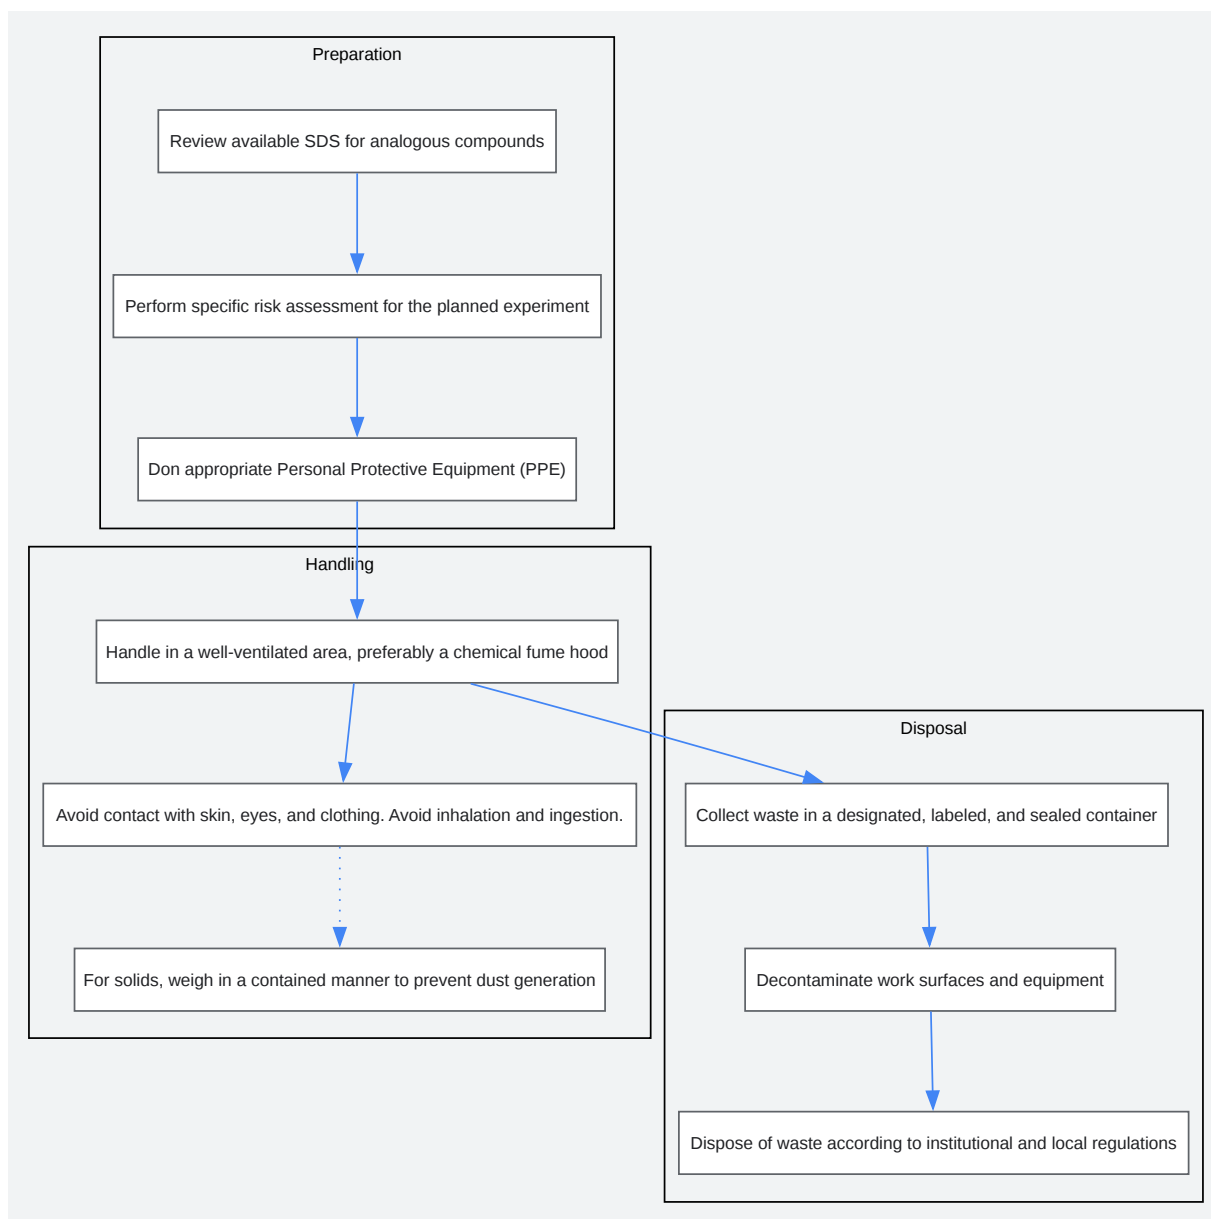 Preparation
Review available SDS for analogous compounds
Perform specific risk assessment for the planned experiment
Don appropriate Personal Protective Equipment (PPE)
Handling
Handle in a well-ventilated area, preferably a chemical fume hood
Avoid contact with skin, eyes, and clothing. Avoid inhalation and ingestion.
For solids, weigh in a contained manner to prevent dust generation
Disposal
Collect waste in a designated, labeled, and sealed container
Decontaminate work surfaces and equipment
Dispose of waste according to institutional and local regulations